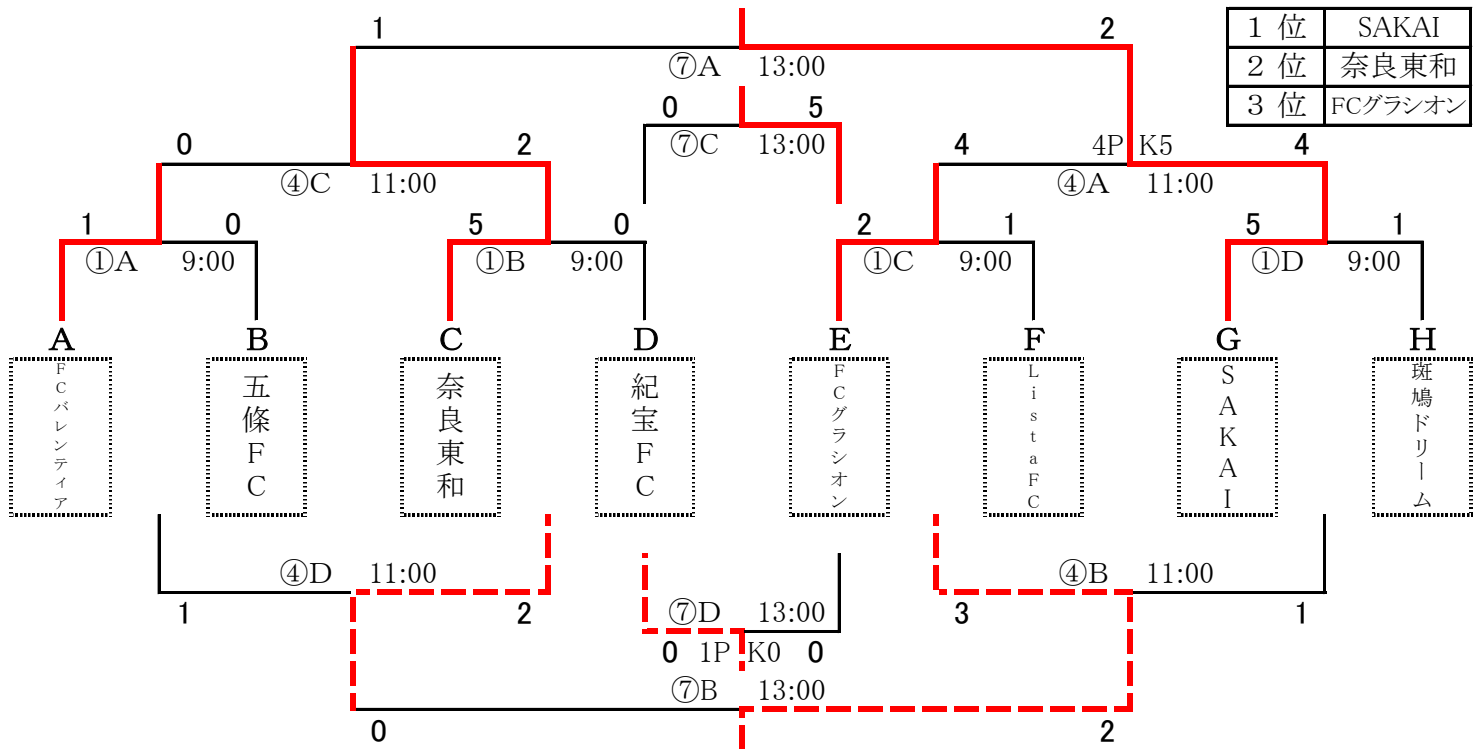 1 2
⑦A 13:00
1 位 SAKAI
2 位 奈良東和
3 位 FCグラシオン
0 5
⑦C 13:00
0 2
④C 11:00
4 4P K5 4
④A 11:00
1 0
①A 9:00
5 0
①B 9:00
2 1
①C 9:00
5 1
①D 9:00
A B C D E F G H
FCバレンティア
五條FC
奈良東和
紀宝FC
FCグラシオン
ListaFC
SAKAI
斑鳩ドリーム
④D 11:00
1 2
④B 11:00
3 1
⑦D 13:00
0 1P K0 0
⑦B 13:00
0 2